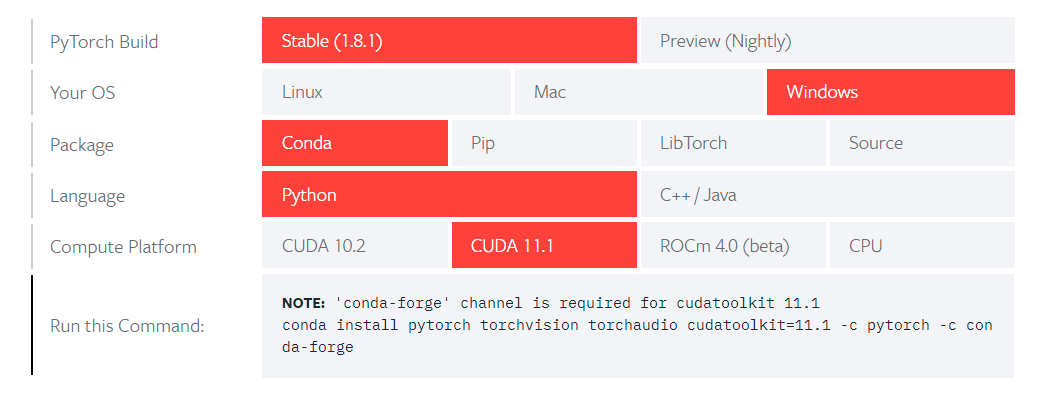 PyTorch Build Stable (1.8.1) Preview (Nightly)
Your OS Linux Mac Windows
Package Conda Pip LibTorch Source
Language Python C++ / Java
Compute Platform CUDA 10.2 CUDA 11.1 ROCm 4.0 (beta) CPU
NOTE: 'conda-forge' channel is required for cudatoolkit 11.1
Run this Command: conda install pytorch torchvision torchaudio cudatoolkit=11.1 -c pytorch -c con
da-forge